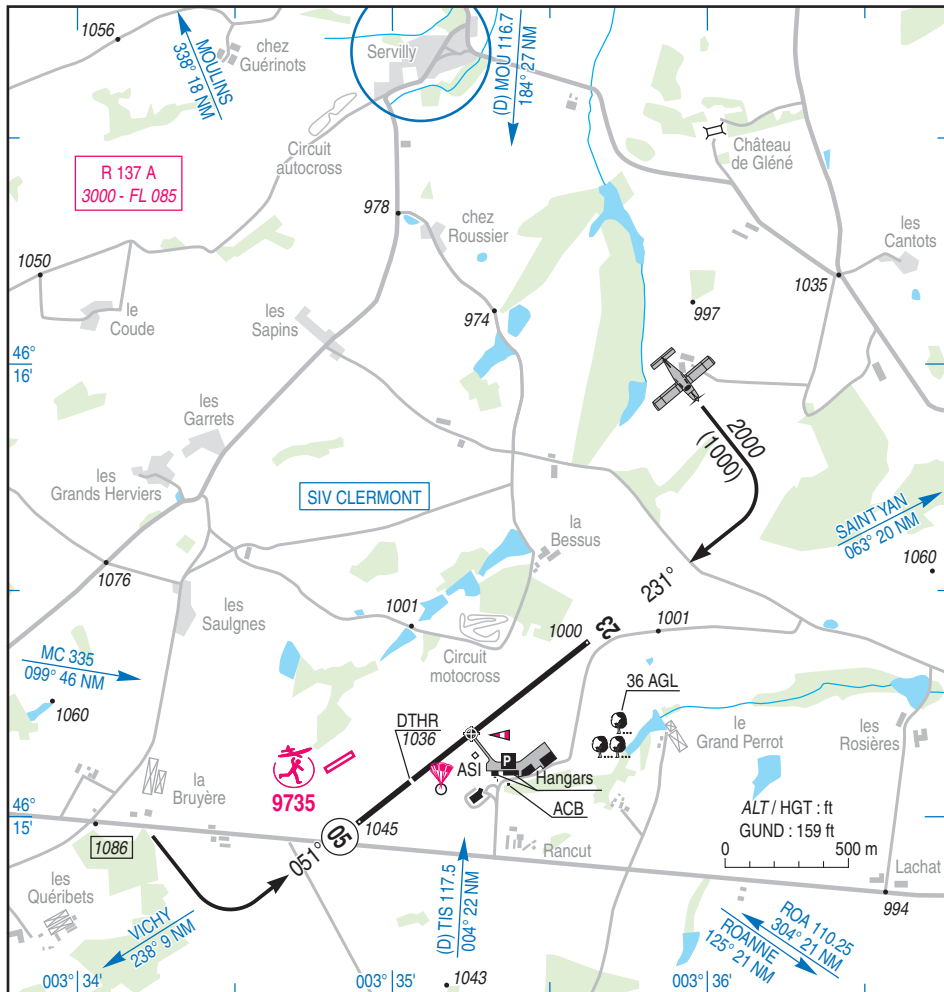 1056
MOULINS
338° 18 NM
chez
Guérinots
Servilly
(D) MOU 116.7
184° 27 NM
Circuit
autocross
Château
de Gléné
R 137 A
3000 - FL 085
978
chez
Roussier
les
Cantots
1050
1035
le
Coude
les
Sapins
974
997
46°
16'
les
Garrets
2000
(1000)
les
Grands Herviers
SIV CLERMONT
la
Bessus
SAINT YAN
063° 20 NM
1060
1076
231°
les
Saulgnes
1001
1000
23
1001
Circuit
motocross
MC 335
099° 46 NM
1060
36 AGL
DTHR
1036
le
Grand Perrot
les
Rosières
P
ASI
Hangars
9735
ACB
la
Bruyère
46°
15'
ALT / HGT : ft
GUND : 159 ft
0 500 m
1045
05
051°
1086
Rancut
Lachat
les
Quéribets
(D) TIS 117.5
004° 22 NM
994
VICHY
238° 9 NM
ROA 110.25
304° 21 NM
ROANNE
125° 21 NM
003° 34'
003° 35'
1043
003° 36'